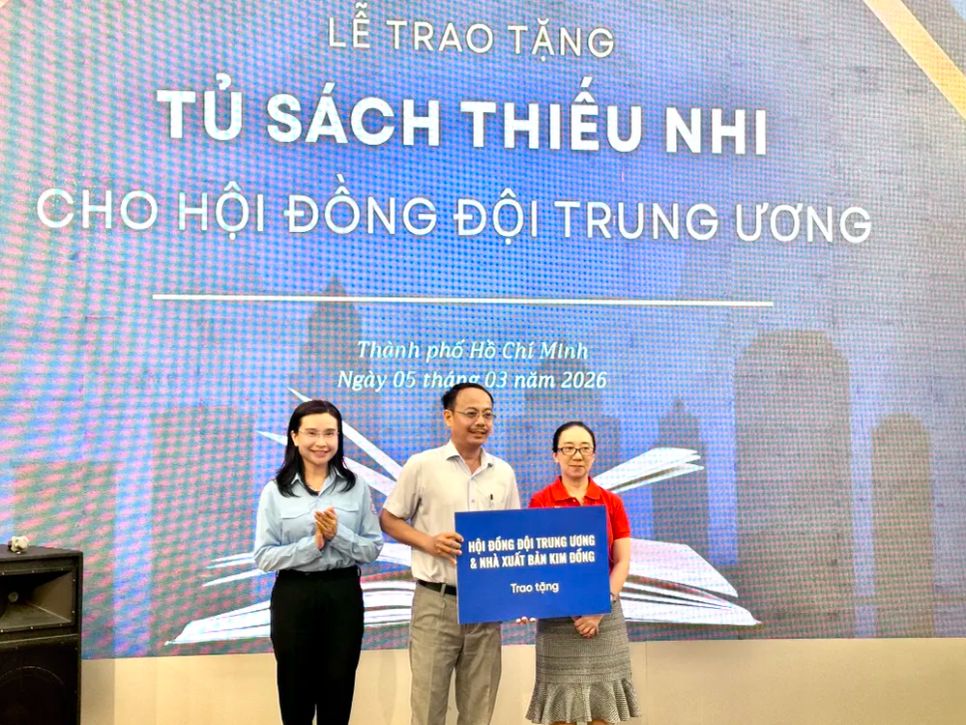 LỄ TRAO TẶNG
TỦ SÁCH THIẾU NHI
CHO HỘI ĐỒNG ĐỘI TRUNG ƯƠNG
Thành phố Hồ Chí Minh
Ngày 05 tháng 03 năm 2026
HỘI ĐỒNG ĐỘI TRUNG ƯƠNG
& NHÀ XUẤT BẢN KIM ĐỒNG
Trao tặng